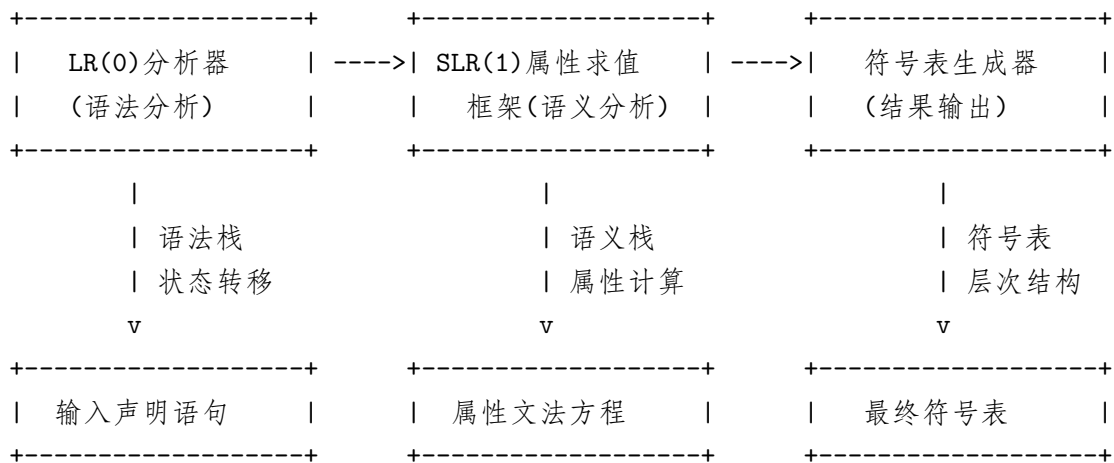 +------------------+      +------------------+      +------------------+
|   LR(0)分析器     | ---->| SLR(1)属性求值    | ---->|   符号表生成器    |
|   (语法分析)      |      |   框架(语义分析)  |      |   (结果输出)      |
+------------------+      +------------------+      +------------------+
        |                          |                         |
        | 语法栈                   | 语义栈                  | 符号表
        | 状态转移                 | 属性计算                | 层次结构
        v                          v                         v
+------------------+      +------------------+      +------------------+
|  输入声明语句     |      |  属性文法方程     |      |   最终符号表      |
+------------------+      +------------------+      +------------------+